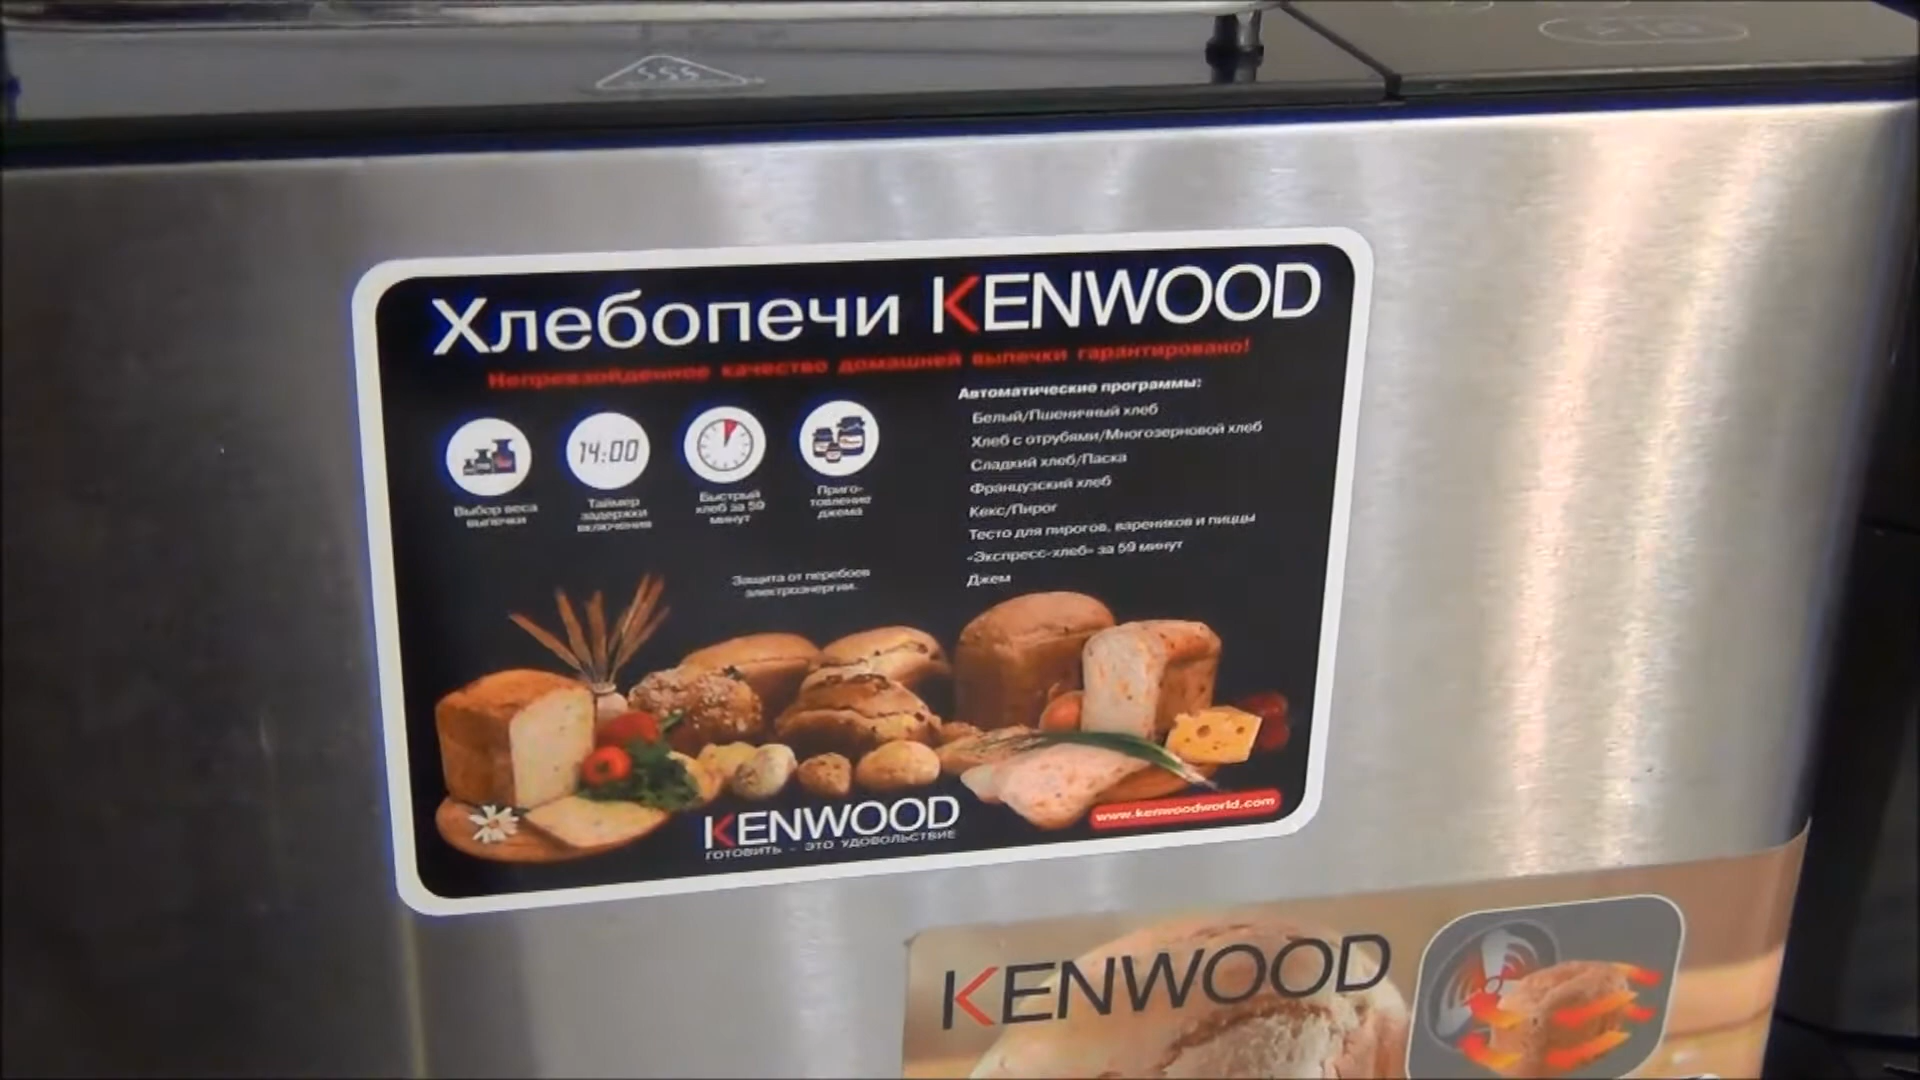 Хлебопечи KENWOOD
Непревзойденное качество домашней выпечки гарантировано!
14:00
Выбор веса
выпечки
Таймер
задержки
включения
Быстрый
хлеб за 59
минут
Приго-
товление
джема
Защита от перебоев
электроэнергии.
Автоматические программы:
Белый/Пшеничный хлеб
Хлеб с отрубями/Многозерновой хлеб
Сладкий хлеб/Паска
Французский хлеб
Кекс/Пирог
Тесто для пирогов, вареников и пиццы
«Экспресс-хлеб» за 59 минут
Джем
KENWOOD
ГОТОВИТЬ - ЭТО УДОВОЛЬСТВИЕ
www.kenwoodworld.com
KENWOOD